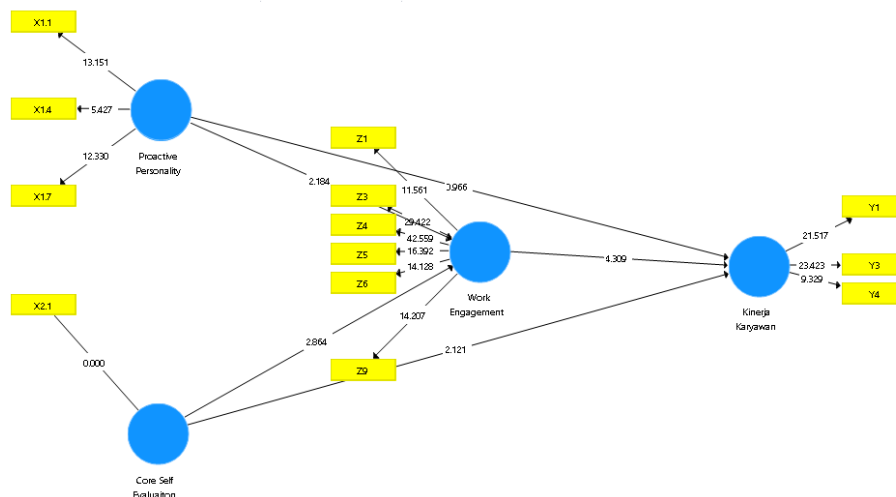 X1.1
13.151
X1.4
5.427
12.330
X1.7
Proactive
Personality
2.184
Z1
11.561
Z3
29.422
Z4
42.559
Z5
16.392
Z6
14.128
14.207
Z9
Work
Engagement
0.966
4.309
2.864
2.121
X2.1
0.000
Core Self
Evaluaiton
Kinerja
Karyawan
21.517
Y1
23.423
Y3
9.329
Y4